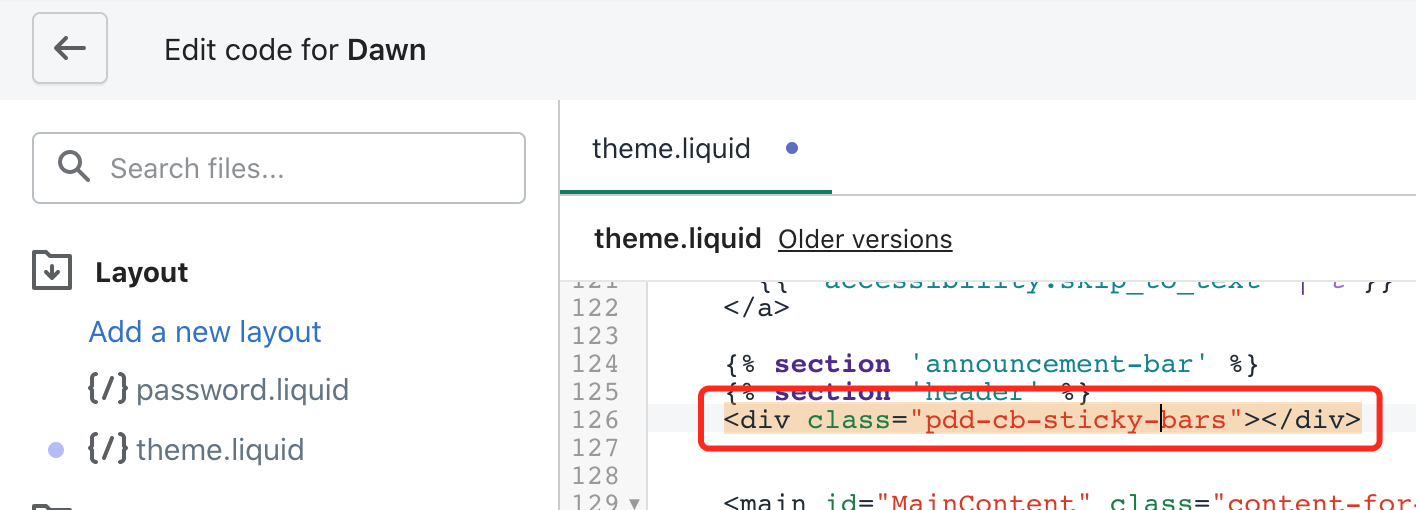 Edit code for Dawn
Search files...
Layout
Add a new layout
{/} password.liquid
{/} theme.liquid
theme.liquid
theme.liquid Older versions
121 {{ 'accessibility.skip_to_text' | t }}
122 </a>
123
124 {% section 'announcement-bar' %}
125 {% section 'header' %}
126 <div class="pdd-cb-sticky-bars"></div>
127
128
129 <main id="MainContent" class="content-for-